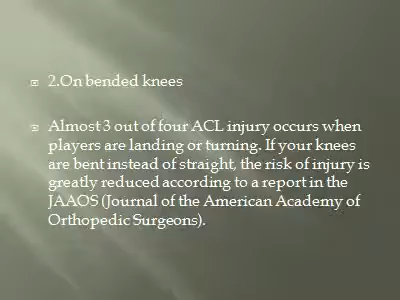 2.On bended knees
Almost 3 out of four ACL injury occurs when
players are landing or turning. If your knees
are bent instead of straight, the risk of injury is
greatly reduced according to a report in the
JAAOS (Journal of the American Academy of
Orthopedic Surgeons).